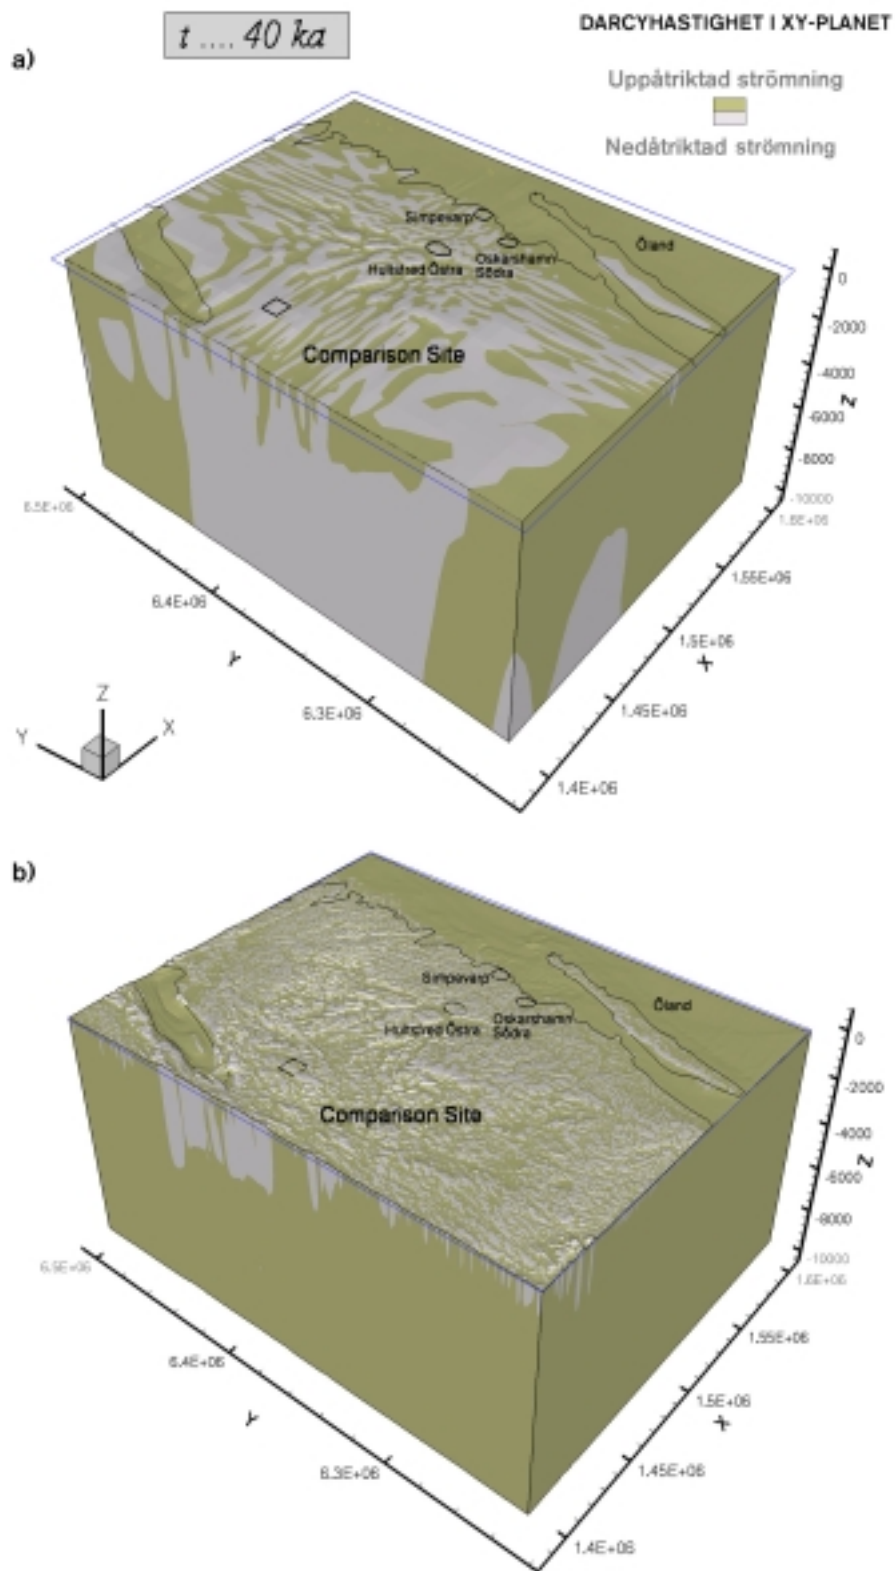 t .... 40 ka
DARCYHASTIGHET I XY-PLANET
a)
Uppåtriktad strömning
Nedåtriktad strömning
Simpevarp
Öland
Hultsfred Östra
Oskarshamn
Södra
Comparison Site
0
-2000
-4000
-6000
-8000
-10000
Z
6.5E+06
6.4E+06
6.3E+06
Y
1.6E+06
1.55E+06
1.5E+06
1.45E+06
1.4E+06
X
Z
Y
X
b)
Simpevarp
Öland
Hultsfred Östra
Oskarshamn
Södra
Comparison Site
0
-2000
-4000
-6000
-8000
-10000
Z
6.5E+06
6.4E+06
6.3E+06
Y
1.6E+06
1.55E+06
1.5E+06
1.45E+06
1.4E+06
X